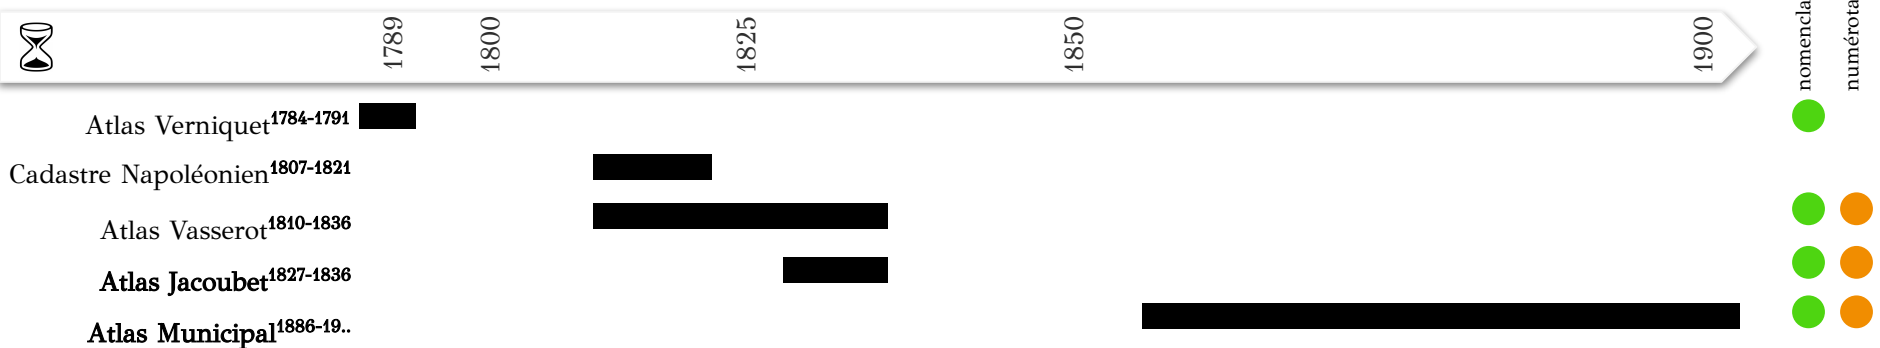 1789 1800 1825 1850 1900 nomencla numérota
Atlas Verniquet1784-1791
Cadastre Napoléonien1807-1821
Atlas Vasserot1810-1836
Atlas Jacoubet1827-1836
Atlas Municipal1886-19..